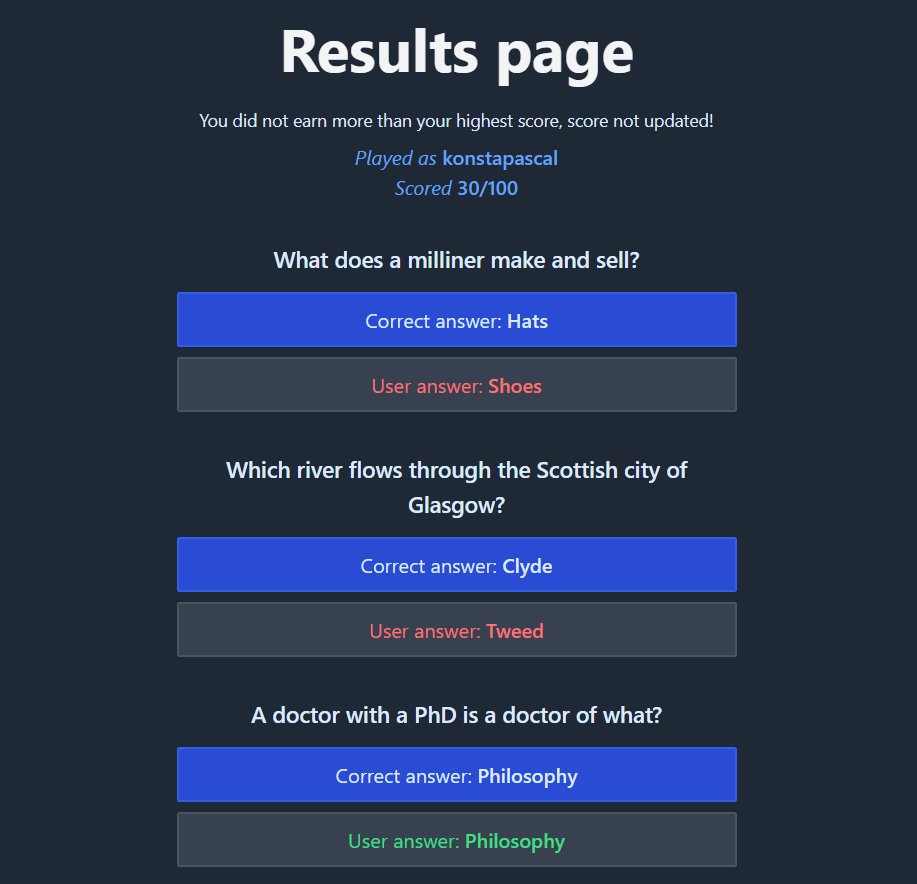 Results page
You did not earn more than your highest score, score not updated!
Played as konstapascal
Scored 30/100
What does a milliner make and sell?
Correct answer: Hats
User answer: Shoes
Which river flows through the Scottish city of
Glasgow?
Correct answer: Clyde
User answer: Tweed
A doctor with a PhD is a doctor of what?
Correct answer: Philosophy
User answer: Philosophy